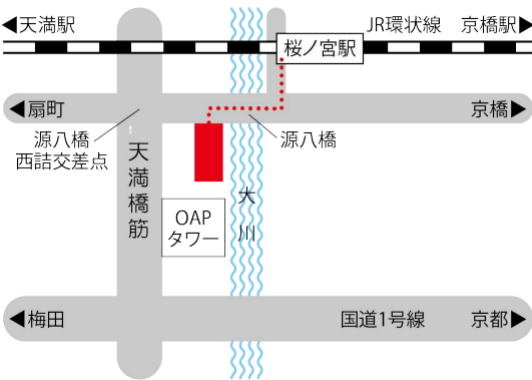 ◀天満駅
JR環状線
京橋駅▶
桜ノ宮駅
◀扇町
京橋▶
源八橋
西詰交差点
源八橋
天満橋筋
大川
OAP
タワー
◀梅田
国道1号線
京都▶